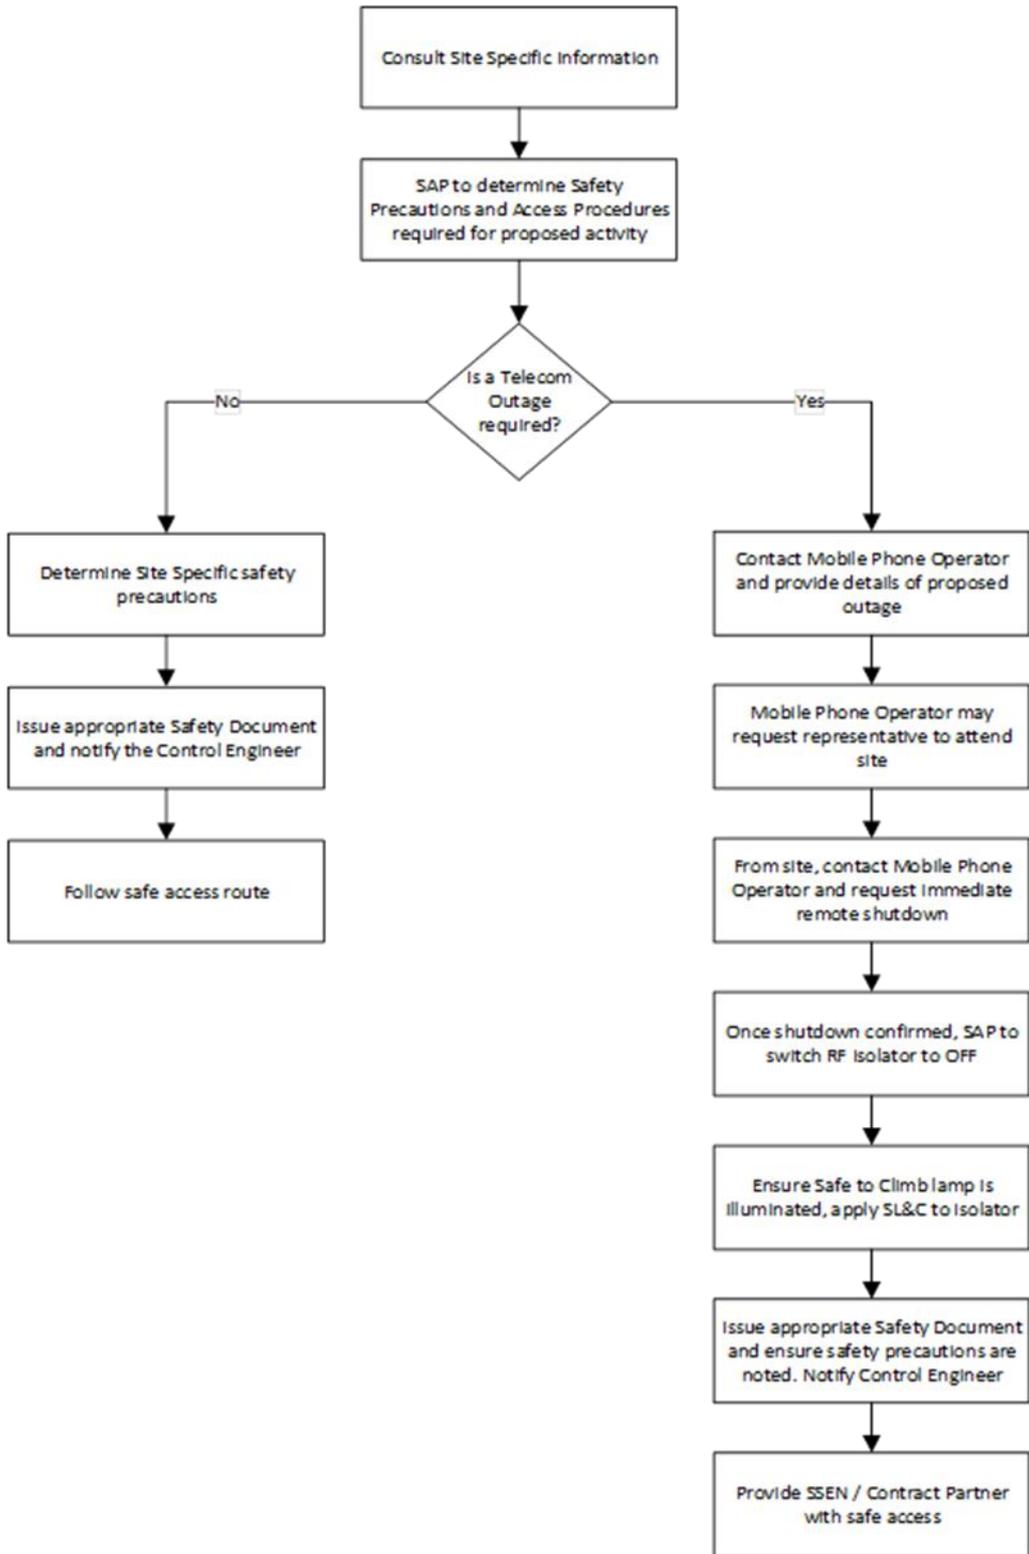 Consult Site Specific Information
SAP to determine Safety
Precautions and Access Procedures
required for proposed activity
Is a Telecom
Outage
required?
No
Yes
Determine Site Specific safety
precautions
Issue appropriate Safety Document
and notify the Control Engineer
Follow safe access route
Contact Mobile Phone Operator
and provide details of proposed
outage
Mobile Phone Operator may
request representative to attend
site
From site, contact Mobile Phone
Operator and request immediate
remote shutdown
Once shutdown confirmed, SAP to
switch RF Isolator to OFF
Ensure Safe to Climb lamp is
illuminated, apply SL&C to Isolator
Issue appropriate Safety Document
and ensure safety precautions are
noted. Notify Control Engineer
Provide SSEN / Contract Partner
with safe access